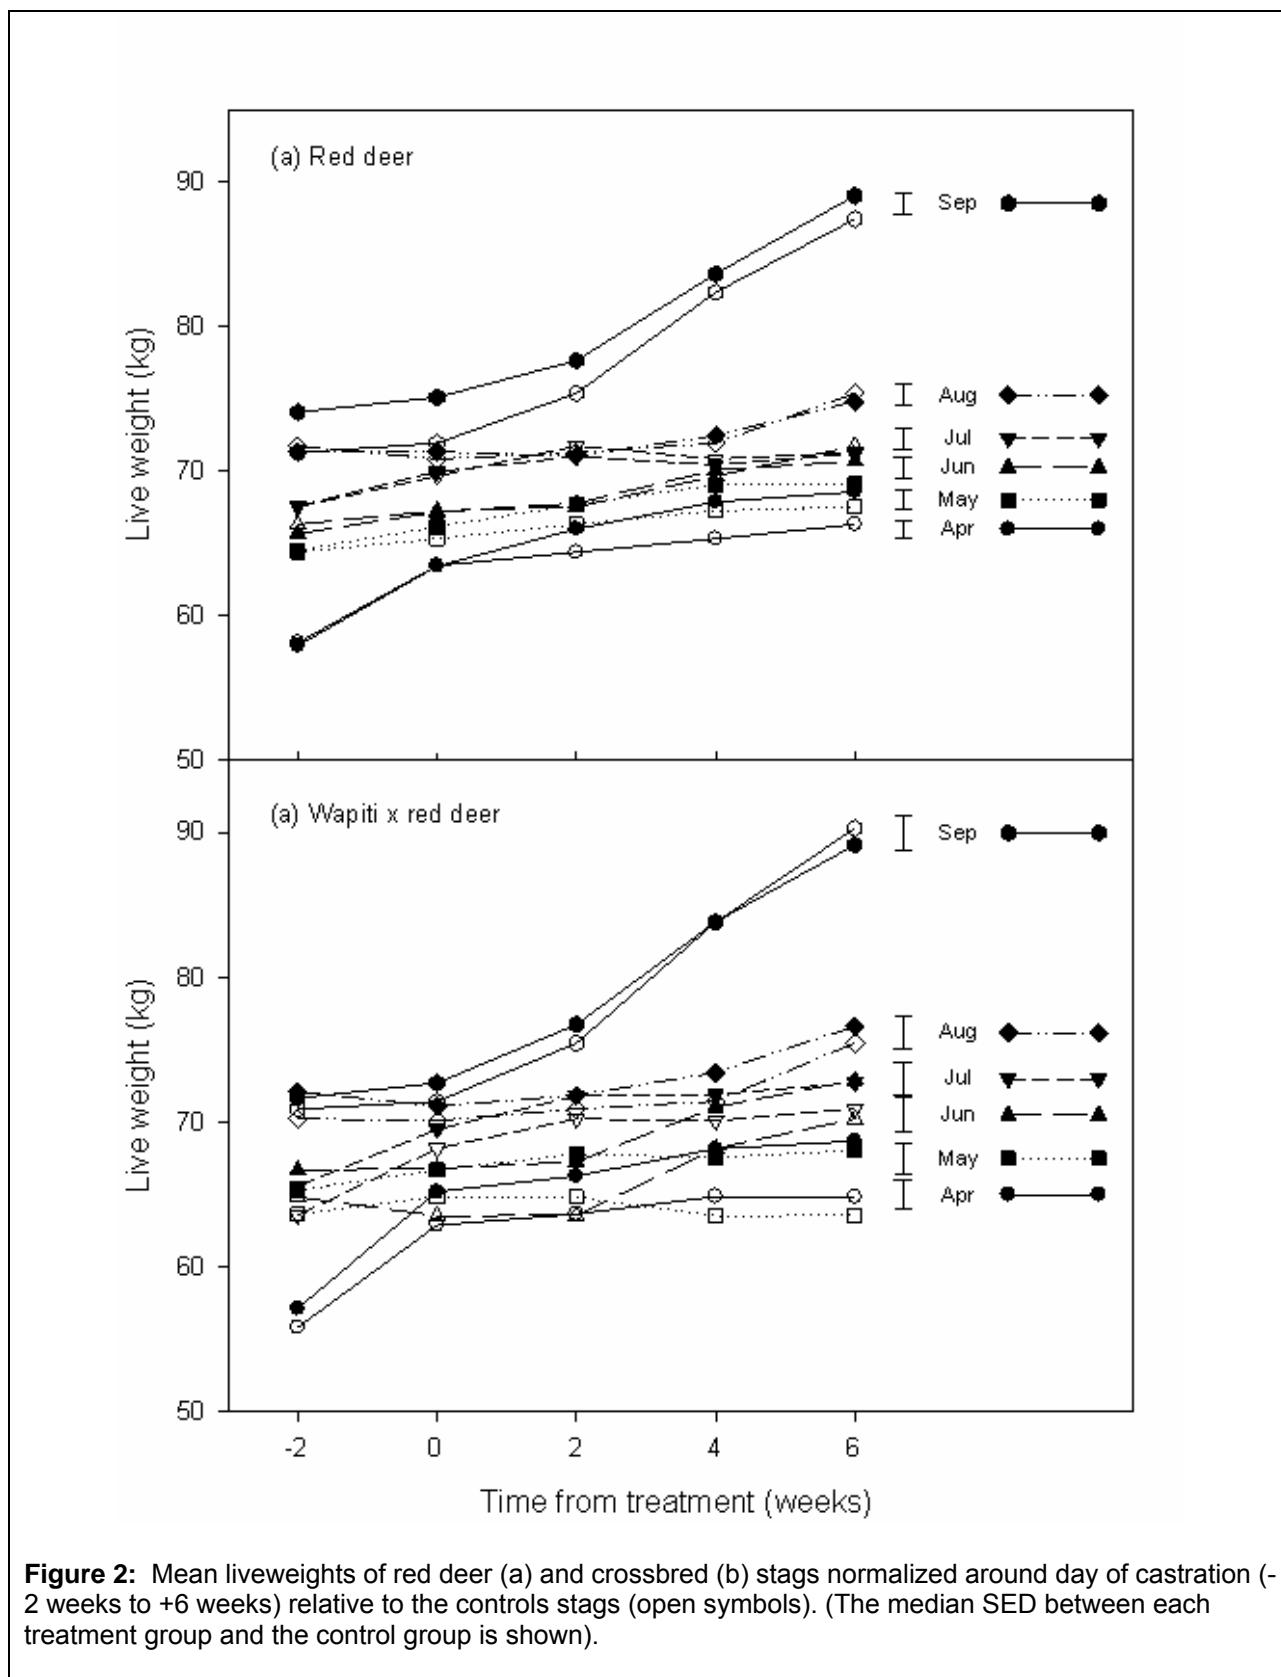 (a) Red deer
90
80
70
60
50
Live weight (kg)
Sep
Aug
Jul
Jun
May
Apr
(a) Wapiti x red deer
90
80
70
60
50
Live weight (kg)
Sep
Aug
Jul
Jun
May
Apr
-2 0 2 4 6
Time from treatment (weeks)
Figure 2: Mean liveweights of red deer (a) and crossbred (b) stags normalized around day of castration (-
2 weeks to +6 weeks) relative to the controls stags (open symbols). (The median SED between each
treatment group and the control group is shown).